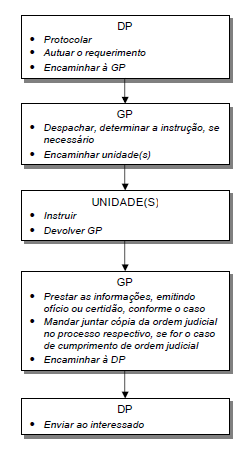 DP
• Protocolar
• Autuar o requerimento
• Encaminhar à GP
GP
• Despachar, determinar a instrução, se
necessário
• Encaminhar unidade(s)
UNIDADE(S)
• Instruir
• Devolver GP
GP
• Prestar as informações, emitindo
ofício ou certidão, conforme o caso
• Mandar juntar cópia da ordem judicial
no processo respectivo, se for o caso
de cumprimento de ordem judicial
• Encaminhar à DP
DP
• Enviar ao interessado